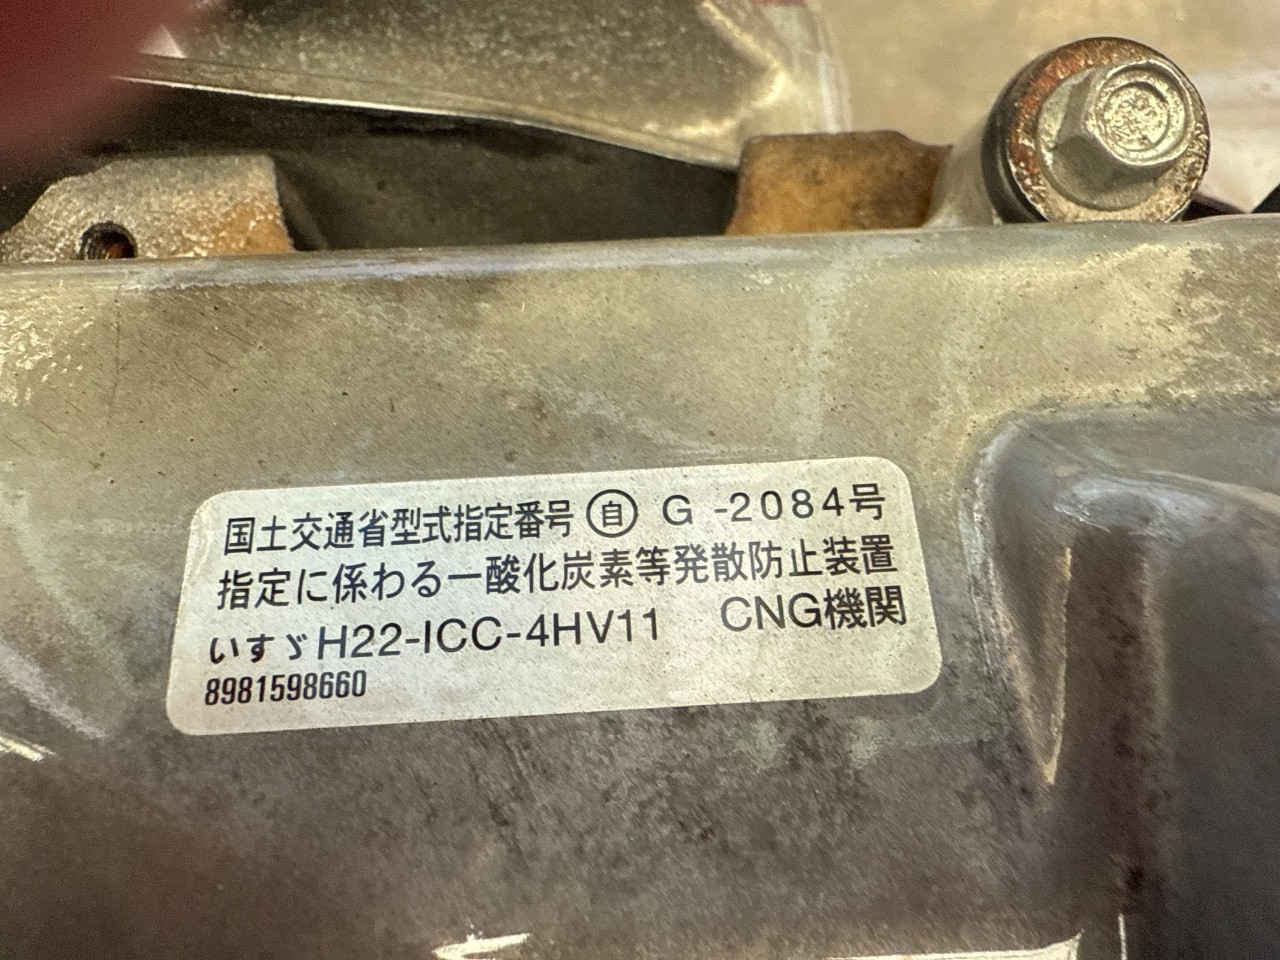 国土交通省型式指定番号 ㊀ G -2084号
指定に係わる一酸化炭素等発散防止装置
いすゞH22-ICC-4HV11 CNG機関
8981598660